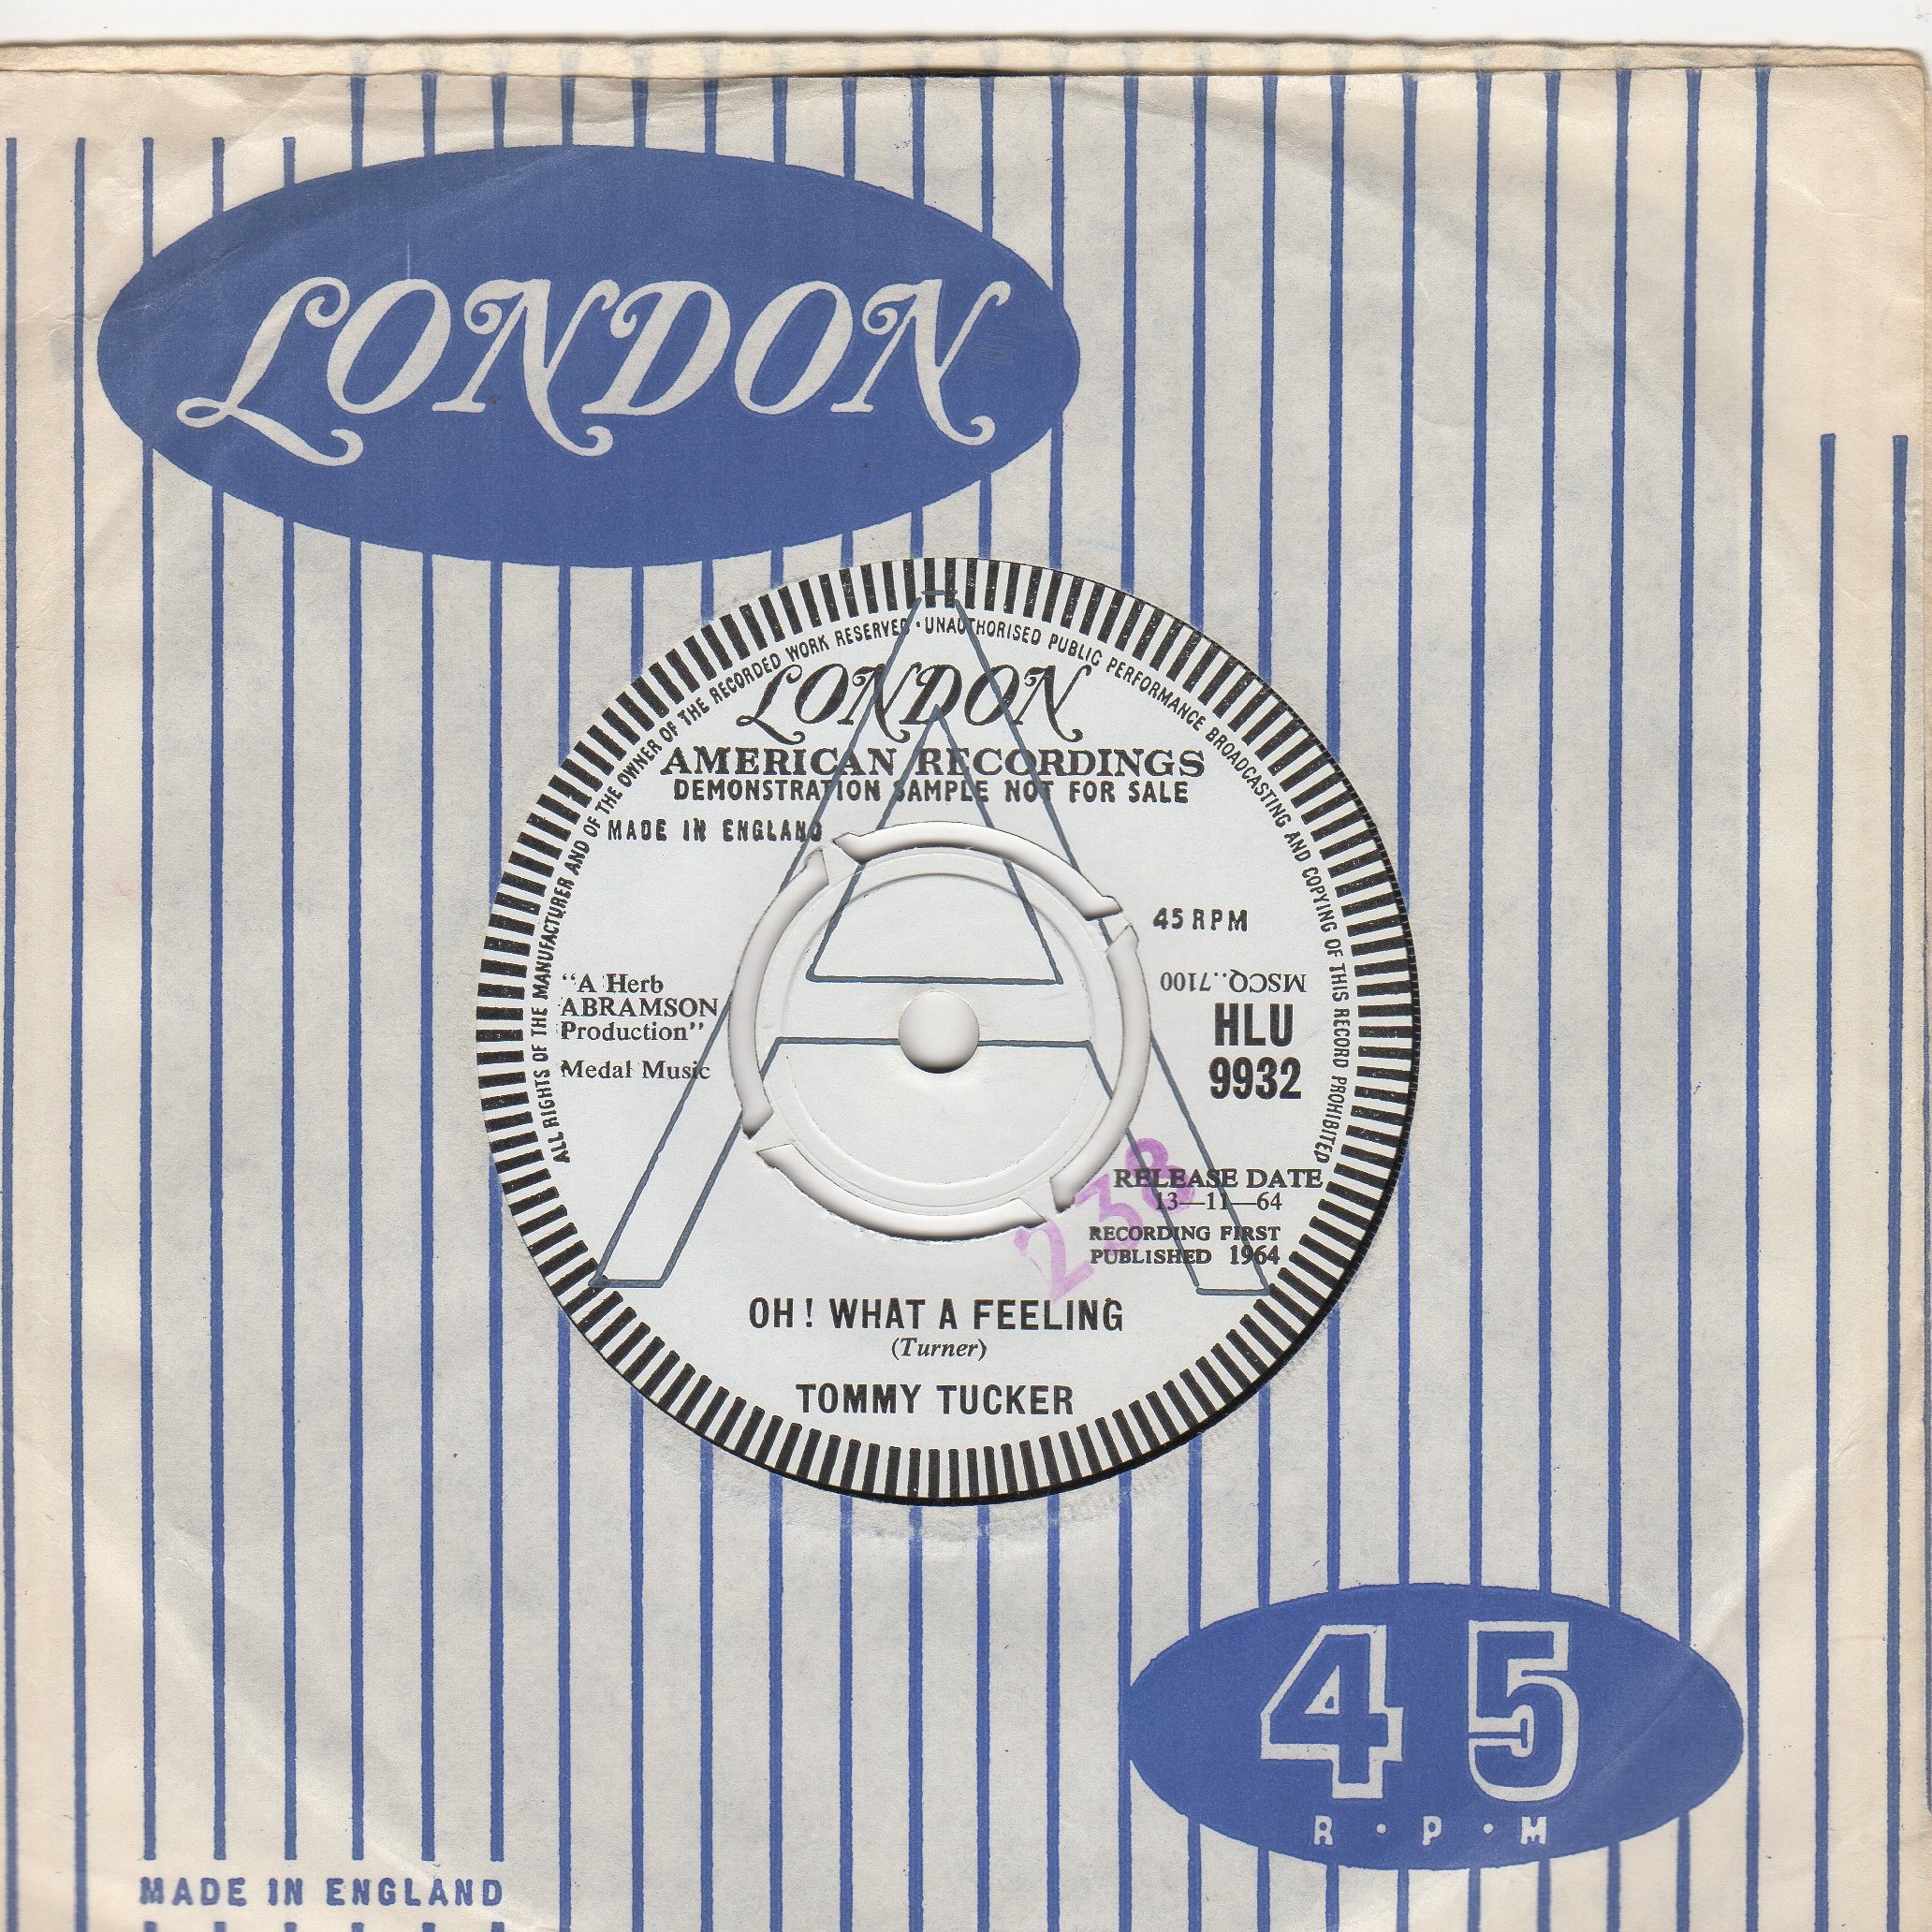 LONDON
ALL RIGHTS OF THE MANUFACTURER AND OF THE OWNER OF THE RECORDED WORK RESERVED · UNAUTHORISED PUBLIC PERFORMANCE BROADCASTING AND COPYING OF THIS RECORD PROHIBITED
LONDON
AMERICAN RECORDINGS
DEMONSTRATION SAMPLE NOT FOR SALE
MADE IN ENGLAND
A
45 RPM
MSCQ..7100
HLU
9932
"A Herb
ABRAMSON
Production"
Medal Music
238
RELEASE DATE
13—11—64
RECORDING FIRST
PUBLISHED 1964
OH! WHAT A FEELING
(Turner)
TOMMY TUCKER
45
R·P·M
MADE IN ENGLAND